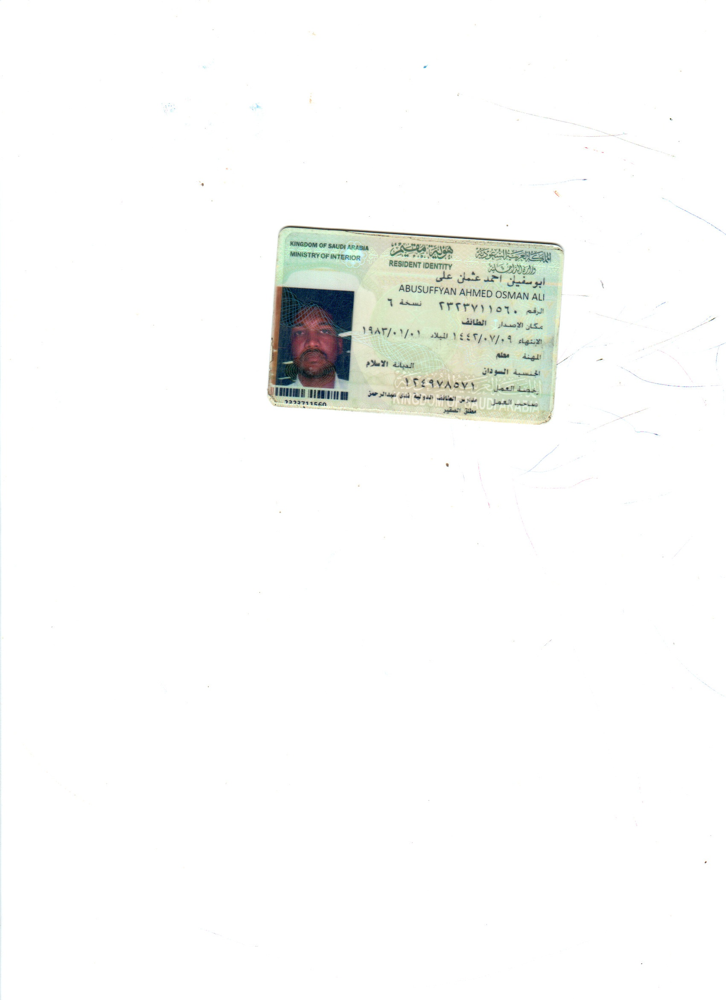 KINGDOM OF SAUDI ARABIA
MINISTRY OF INTERIOR
هوية مقيم
RESIDENT IDENTITY
المملكة العربية السعودية
وزارة الداخلية
ابوسفيان احمد عثمان على
ABUSUFFYAN AHMED OSMAN ALI
الرقم ٢٣٢٣٧١١٥٦٠ نسخة ٦
مكان الإصدار الطائف
الإنتهاء ١٤٤٢/٠٧/٠٩ الميلاد ١٩٨٣/٠١/٠١
المهنة معلم
الجنسية السودان الديانة الاسلام
رخصة العمل ١٢٤٩٧٨٥٧١
صاحب العمل مدارس الطائف الدولية عبدالرحمن
مطلق الصقير
المملكة العربية السعودية
KINGDOM OF SAUDI ARABIA
2323711560